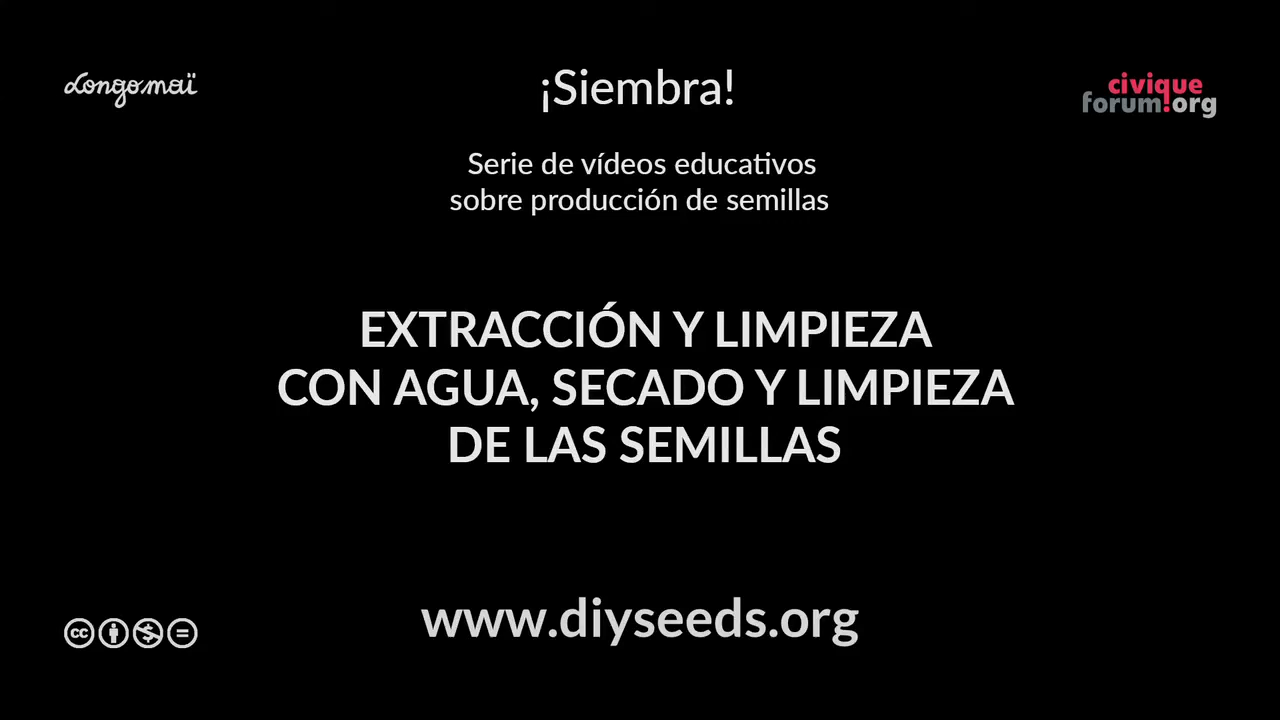 Longo maï
¡Siembra!
civique
forum!org
Serie de vídeos educativos
sobre producción de semillas
EXTRACCIÓN Y LIMPIEZA
CON AGUA, SECADO Y LIMPIEZA
DE LAS SEMILLAS
cc
www.diyseeds.org